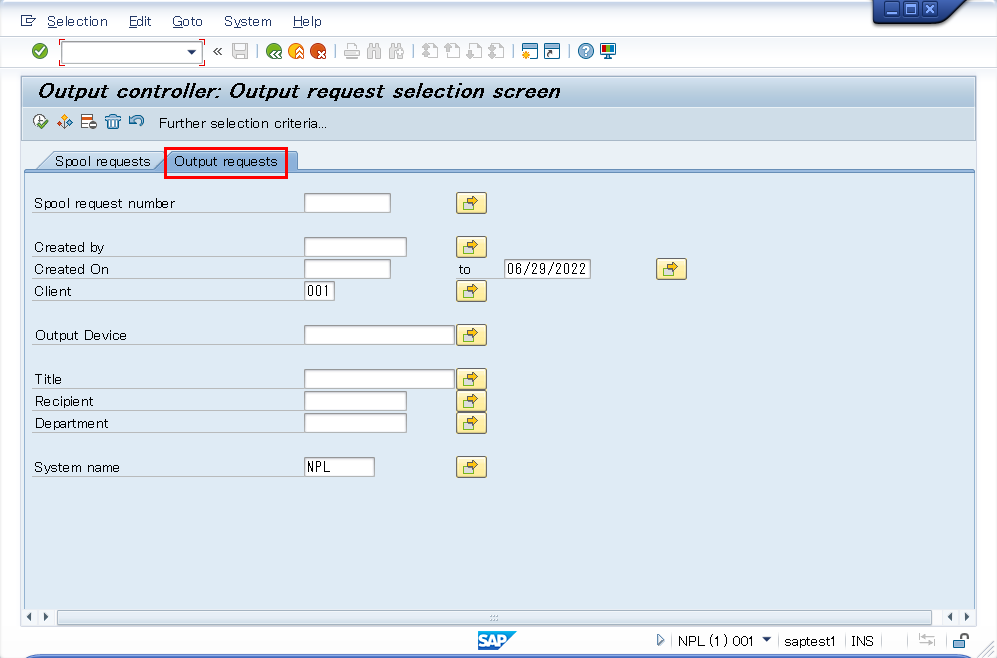 Selection Edit Goto System Help
«
Output controller: Output request selection screen
Further selection criteria...
Spool requests Output requests
Spool request number
Created by
Created On to 06/29/2022
Client 001
Output Device
Title
Recipient
Department
System name NPL
SAP NPL (1) 001 saptest1 INS